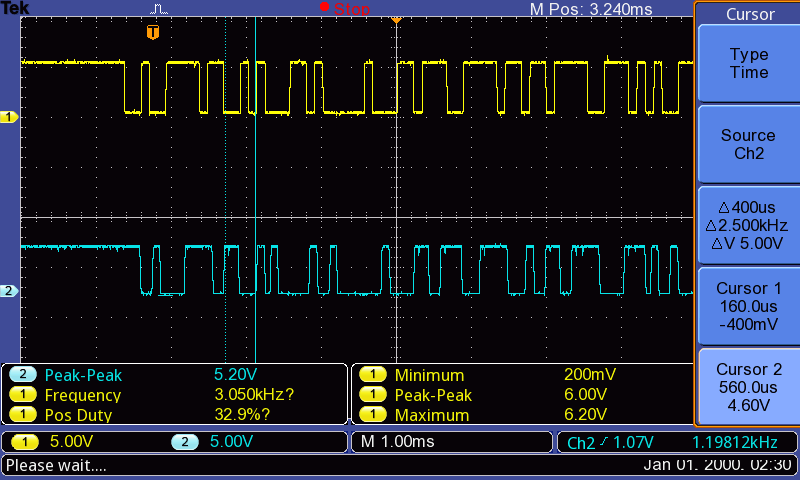 Tek Stop M Pos: 3.240ms
Cursor
T
Type
Time
1
Source
Ch2
△400us
△2.500kHz
△V 5.00V
2
Cursor 1
160.0us
-400mV
Cursor 2
560.0us
4.60V
2 Peak-Peak 5.20V
1 Frequency 3.050kHz?
1 Pos Duty 32.9%?
1 Minimum 200mV
1 Peak-Peak 6.00V
1 Maximum 6.20V
1 5.00V 2 5.00V M 1.00ms Ch2 1.07V 1.19812kHz
Please wait.... Jan 01, 2000, 02:30